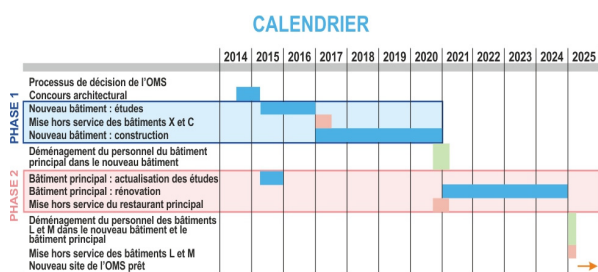 CALENDRIER
2014 2015 2016 2017 2018 2019 2020 2021 2022 2023 2024 2025
Processus de décision de l'OMS
Concours architectural
PHASE 1
Nouveau bâtiment : études
Mise hors service des bâtiments X et C
Nouveau bâtiment : construction
Déménagement du personnel du bâtiment
principal dans le nouveau bâtiment
PHASE 2
Bâtiment principal : actualisation des études
Bâtiment principal : rénovation
Mise hors service du restaurant principal
Déménagement du personnel des bâtiments
L et M dans le nouveau bâtiment et le
bâtiment principal
Mise hors service des bâtiments L et M
Nouveau site de l'OMS prêt